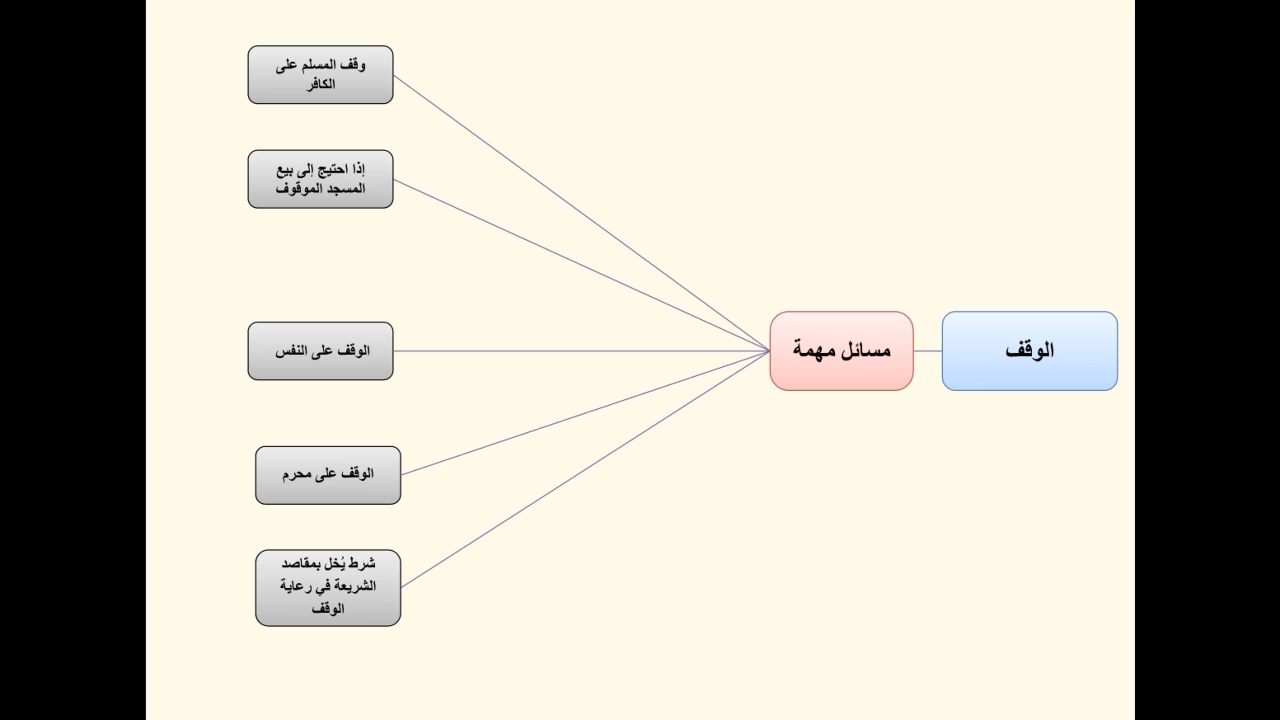 الوقف
مسائل مهمة
وقف المسلم على
الكافر
إذا احتيج إلى بيع
المسجد الموقوف
الوقف على النفس
الوقف على محرم
شرط يُخل بمقاصد
الشريعة في رعاية
الوقف